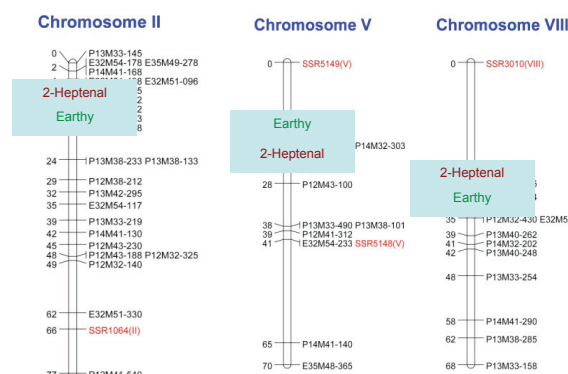 Chromosome II
0 P13M33-145
E32M54-178 E35M49-278
2 P14M41-168
E32M51-096
2-Heptenal
Earthy
24 P13M38-233 P13M38-133
29 P12M38-212
32 P13M42-295
35 E32M54-117
39 P13M33-219
42 P14M41-130
45 P12M43-230
48 P12M43-188 P12M32-325
49 P12M32-140
62 E32M51-330
66 SSR1064(II)
Chromosome V
0 SSR5149(V)
Earthy
P14M32-303
2-Heptenal
28 P12M43-100
38 P13M33-490 P13M38-101
39 P12M41-312
41 E32M54-233 SSR5148(V)
65 P14M41-140
70 E35M48-365
Chromosome VIII
0 SSR3010(VIII)
2-Heptenal
Earthy
35 P12M32-430 E32M5
39 P13M40-262
41 P14M32-202
42 P13M40-248
48 P13M33-254
58 P14M41-290
62 P13M38-285
68 P13M33-158